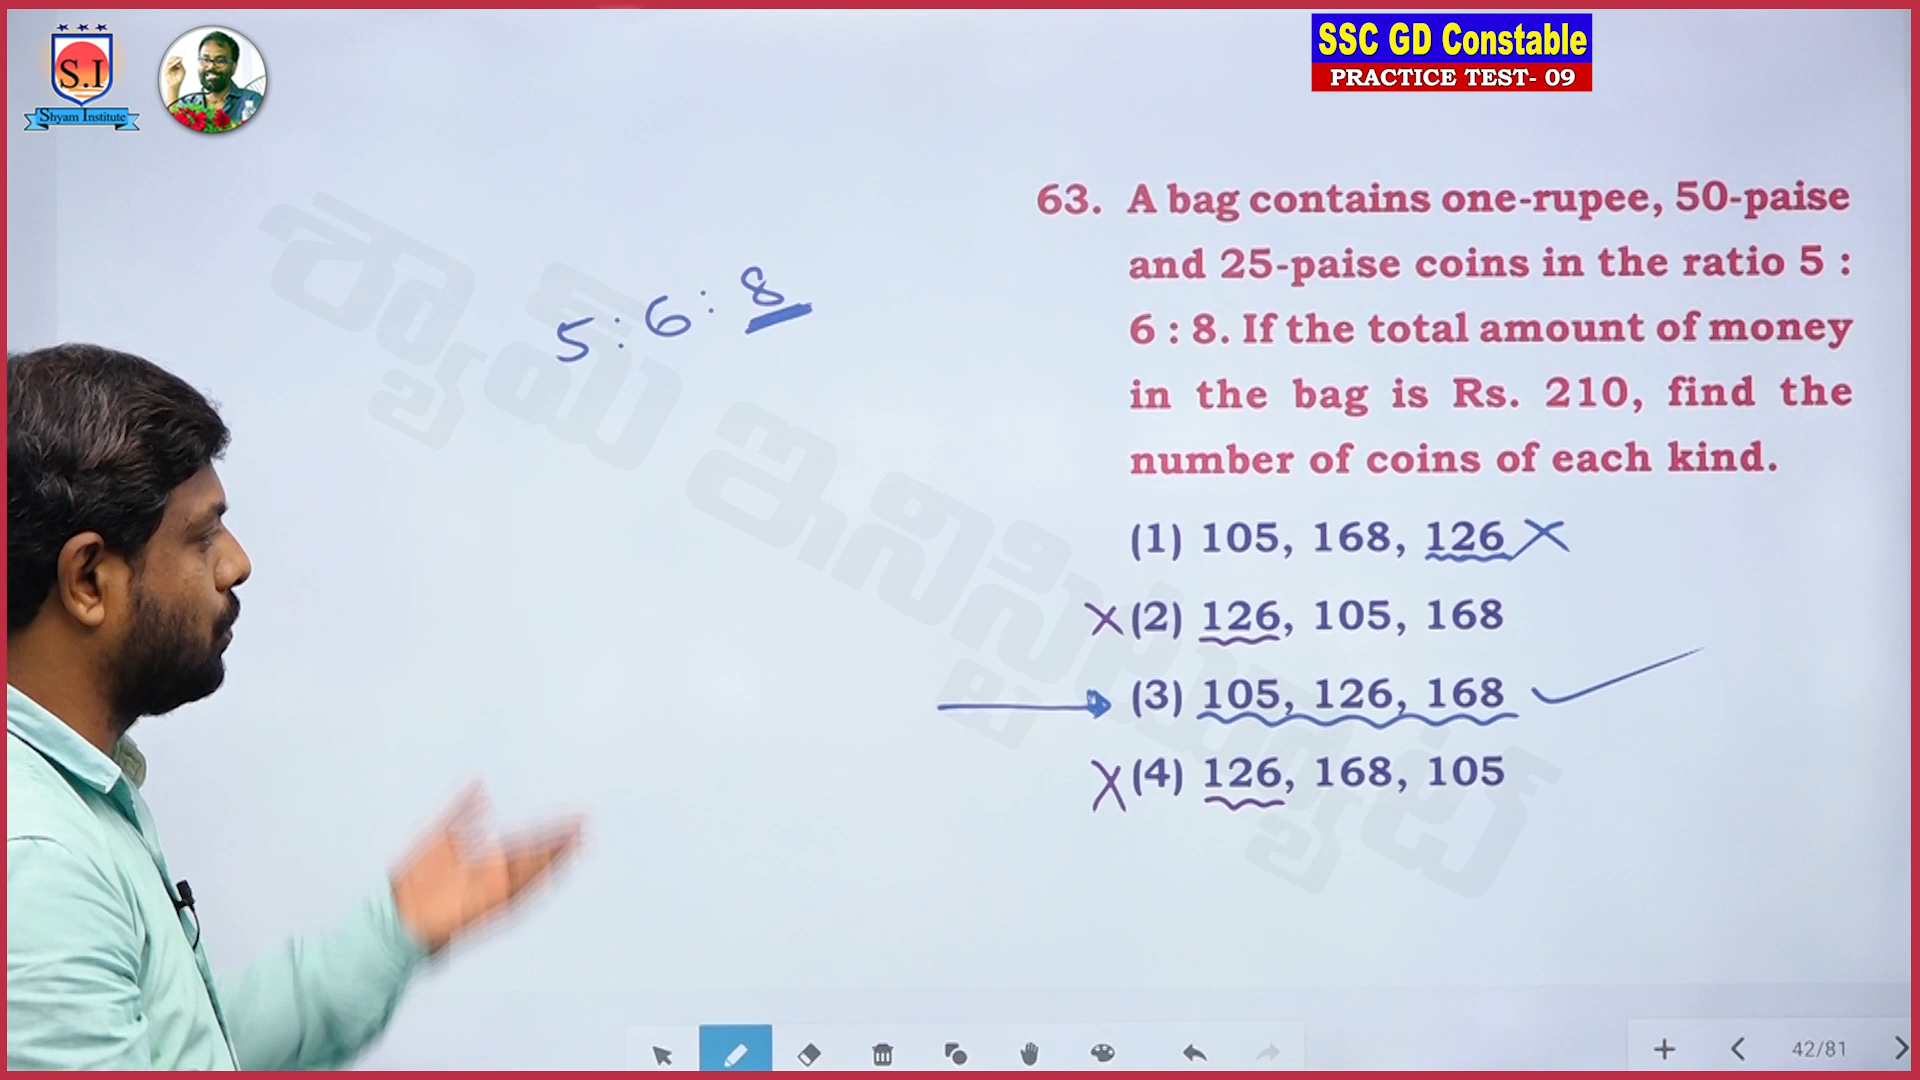 S.I
Shyam Institute
SSC GD Constable
PRACTICE TEST- 09
శ్యామ్ ఇన్స్టిట్యూట్
5 : 6 : 8
63. A bag contains one-rupee, 50-paise
and 25-paise coins in the ratio 5 :
6 : 8. If the total amount of money
in the bag is Rs. 210, find the
number of coins of each kind.
(1) 105, 168, 126
(2) 126, 105, 168
(3) 105, 126, 168
(4) 126, 168, 105
42/81